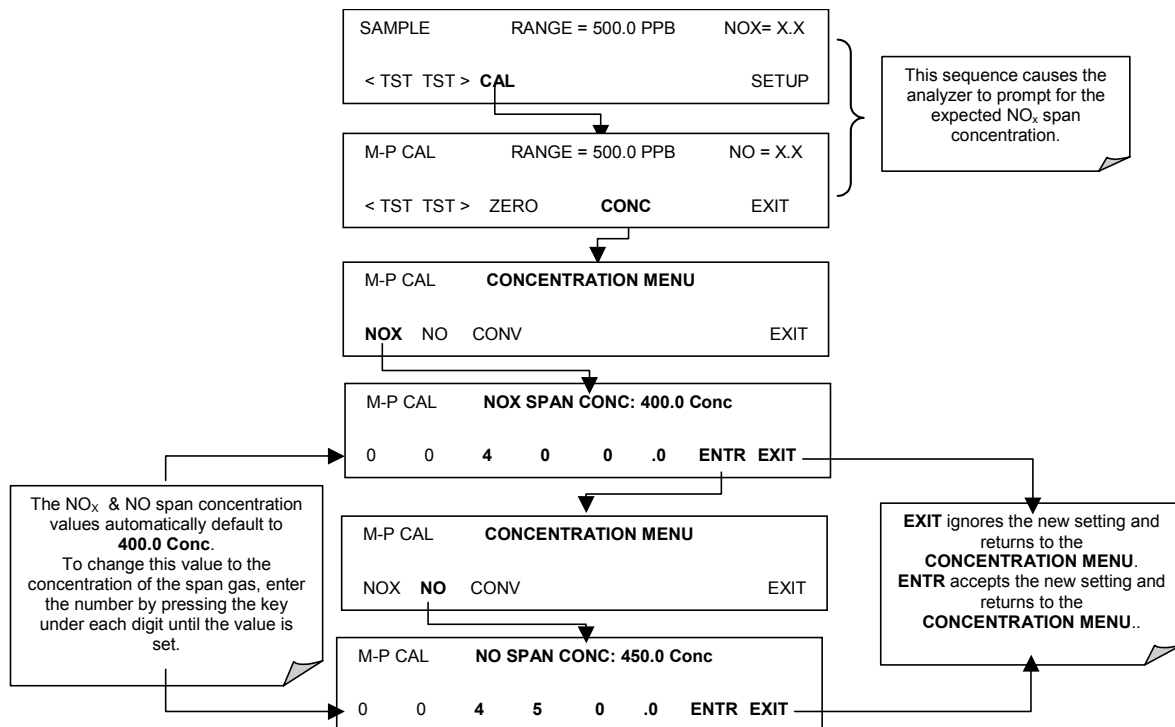 SAMPLE RANGE = 500.0 PPB NOX= X.X
< TST TST > CAL SETUP
This sequence causes the
analyzer to prompt for the
expected NOx span
concentration.
M-P CAL RANGE = 500.0 PPB NO = X.X
< TST TST > ZERO CONC EXIT
M-P CAL CONCENTRATION MENU
NOX NO CONV EXIT
M-P CAL NOX SPAN CONC: 400.0 Conc
0 0 4 0 0 .0 ENTR EXIT
The NOX & NO span concentration
values automatically default to
400.0 Conc.
To change this value to the
concentration of the span gas, enter
the number by pressing the key
under each digit until the value is
set.
M-P CAL CONCENTRATION MENU
NOX NO CONV EXIT
EXIT ignores the new setting and
returns to the
CONCENTRATION MENU.
ENTR accepts the new setting and
returns to the
CONCENTRATION MENU..
M-P CAL NO SPAN CONC: 450.0 Conc
0 0 4 5 0 .0 ENTR EXIT